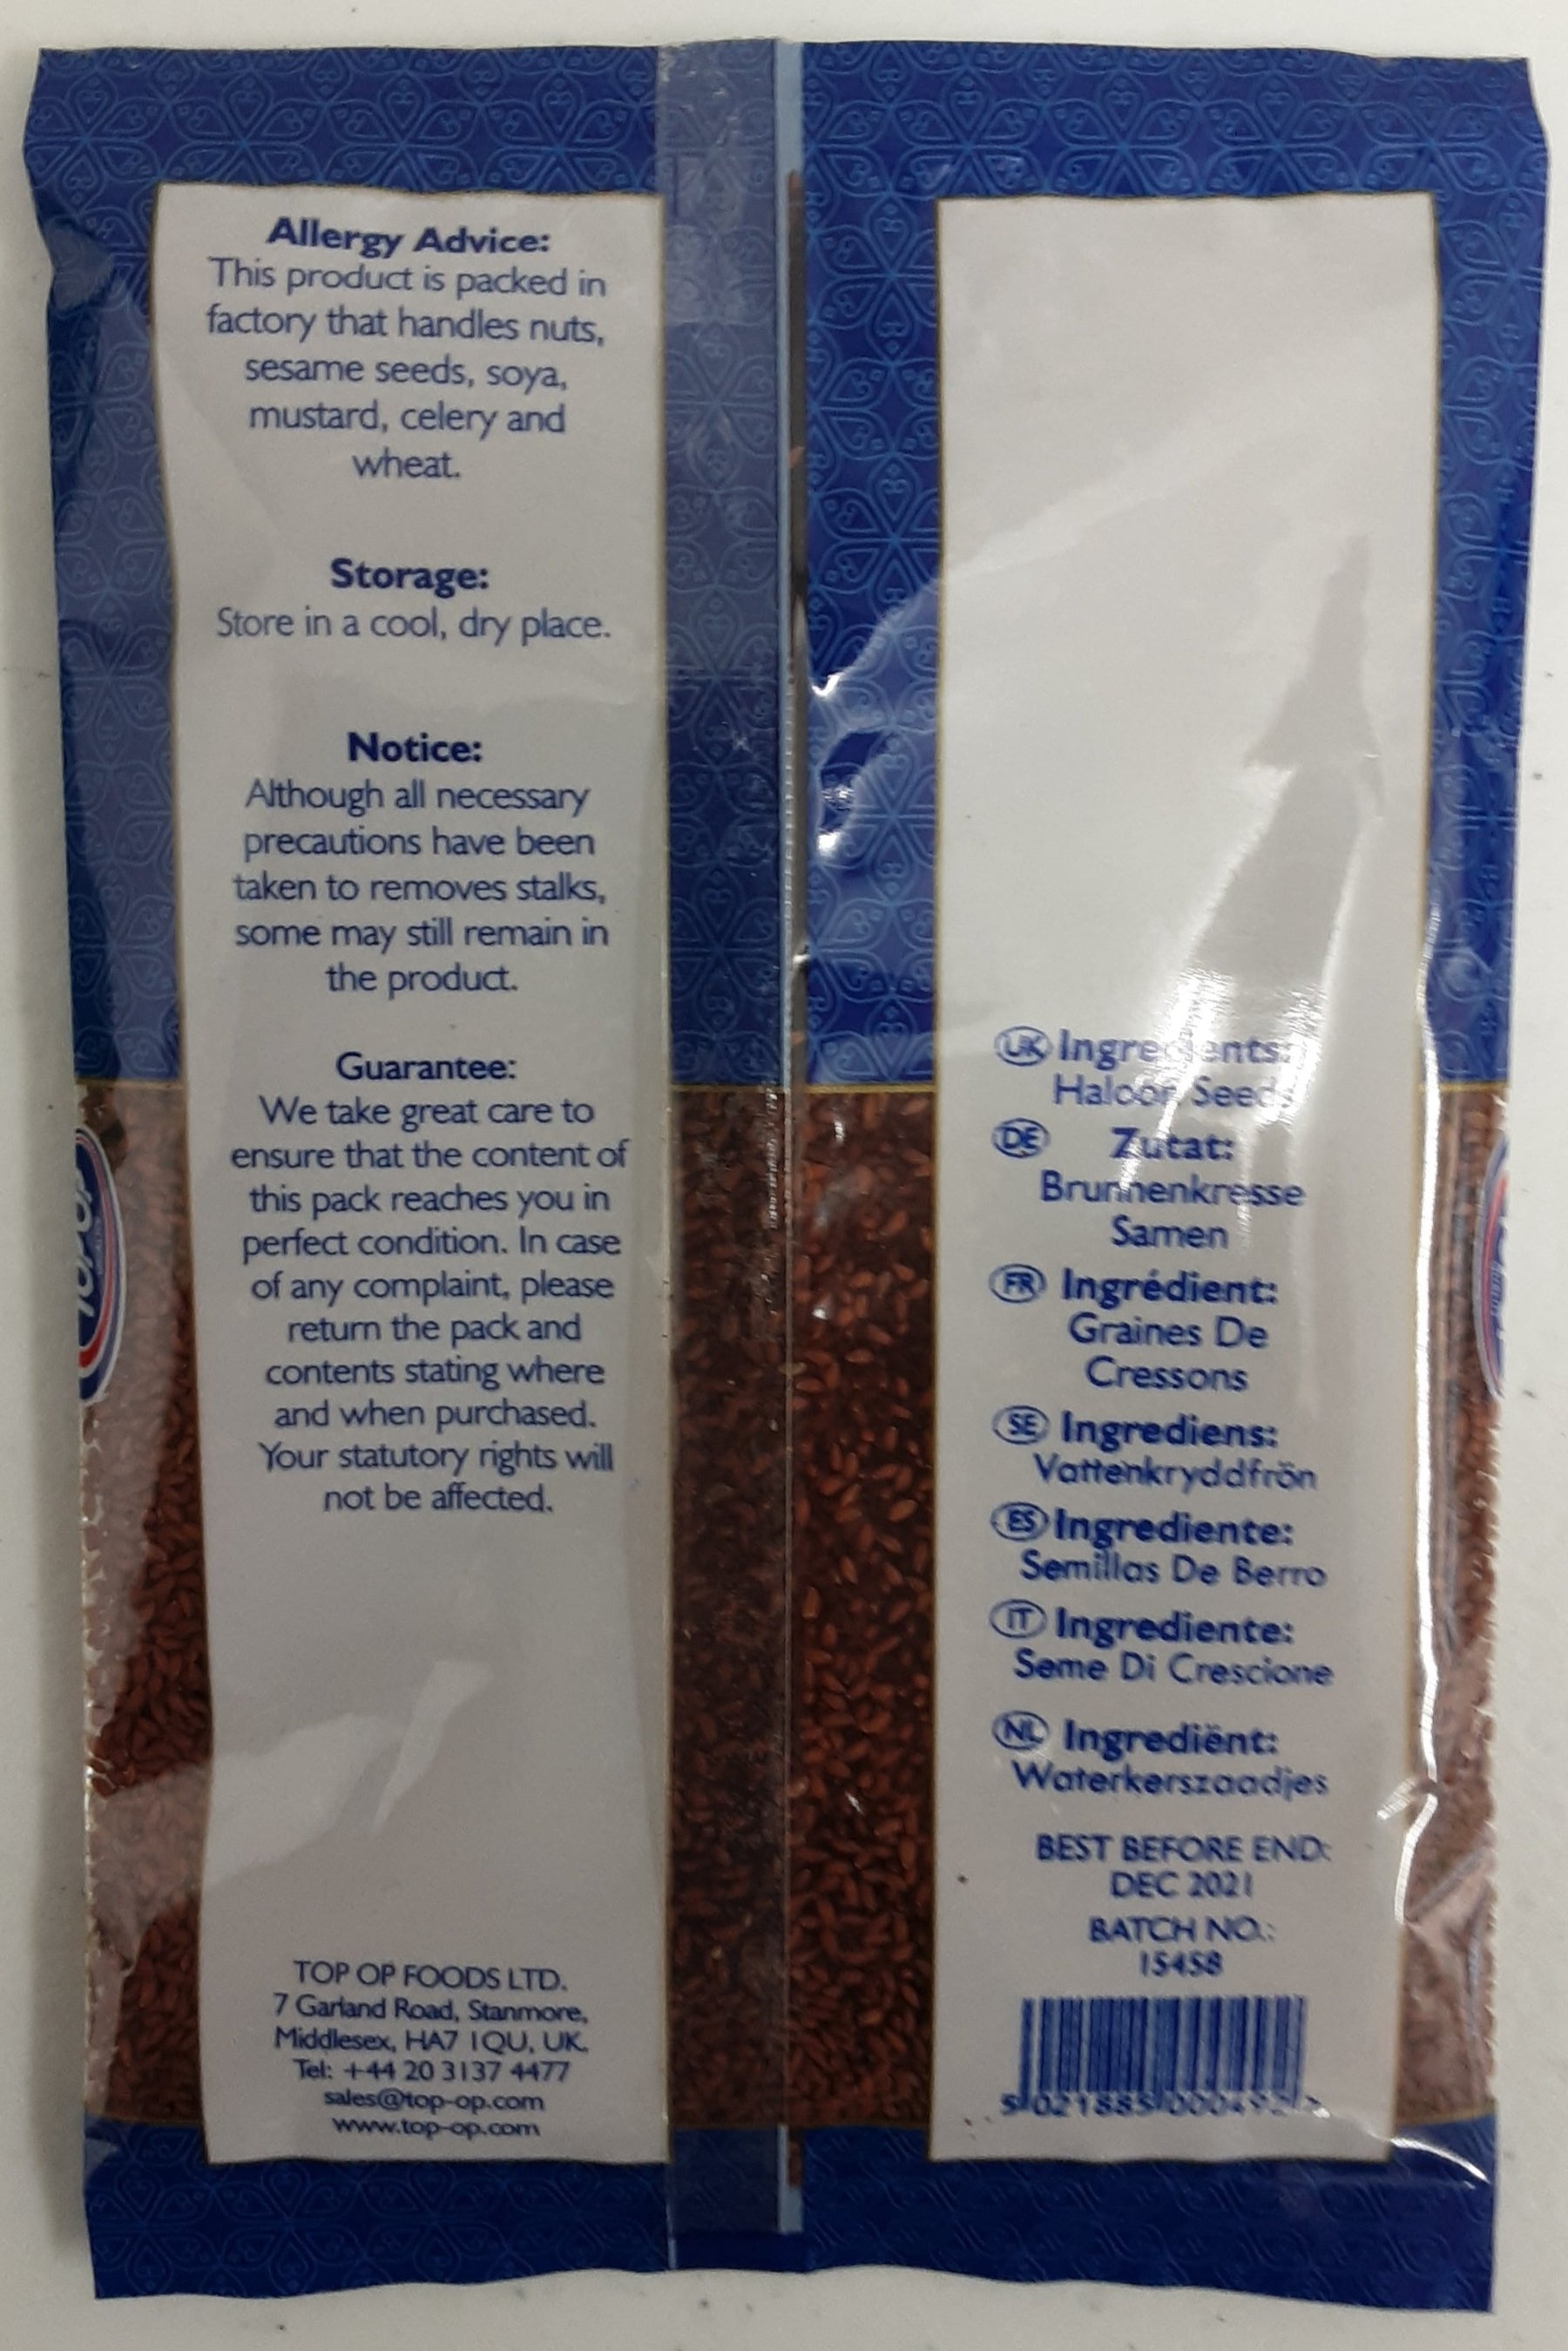 Allergy Advice:
This product is packed in
factory that handles nuts,
sesame seeds, soya,
mustard, celery and
wheat.
Storage:
Store in a cool, dry place.
Notice:
Although all necessary
precautions have been
taken to removes stalks,
some may still remain in
the product.
Guarantee:
We take great care to
ensure that the content of
this pack reaches you in
perfect condition. In case
of any complaint, please
return the pack and
contents stating where
and when purchased.
Your statutory rights will
not be affected.
TOP OP FOODS LTD.
7 Garland Road, Stanmore,
Middlesex, HA7 1QU, UK.
Tel: +44 20 3137 4477
sales@top-op.com
www.top-op.com
UK Ingredients:
Haloon Seeds
DE Zutat:
Brunnenkresse
Samen
FR Ingrédient:
Graines De
Cressons
SE Ingrediens:
Vattenkryddfrön
ES Ingrediente:
Semillas De Berro
IT Ingrediente:
Seme Di Crescione
NL Ingrediënt:
Waterkerszaadjes
BEST BEFORE END:
DEC 2021
BATCH NO.:
15458